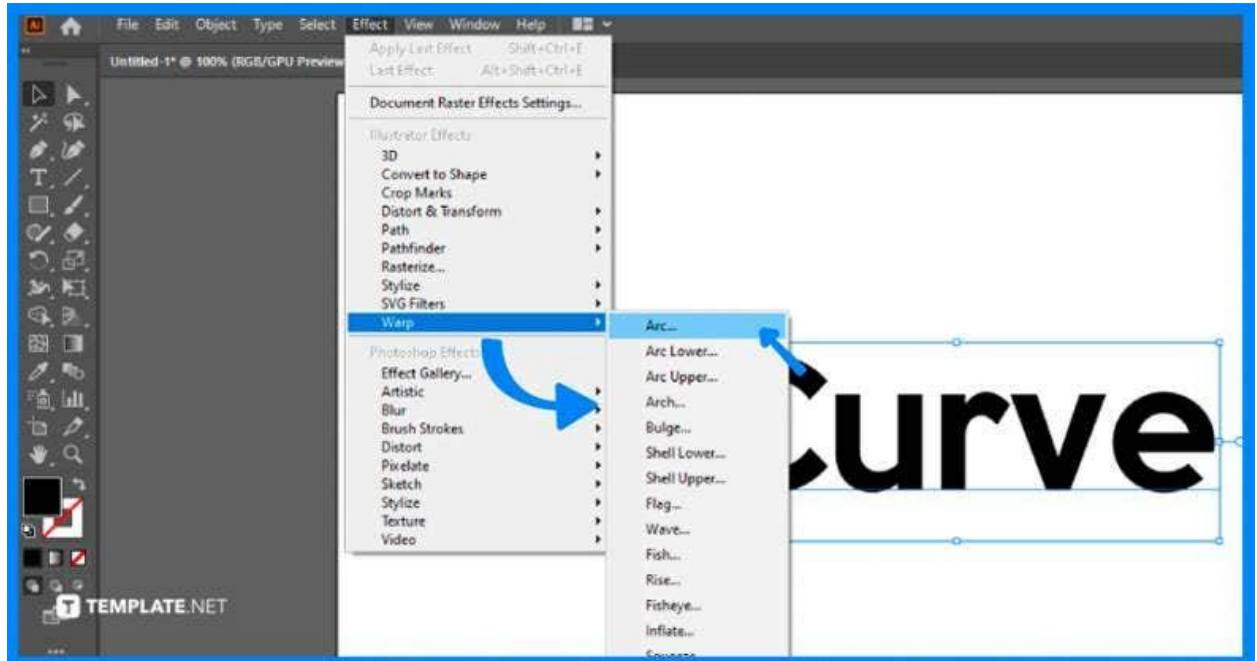 Ai File Edit Object Type Select Effect View Window Help
Untitled-1* @ 100% (RGB/GPU Preview
Apply Last Effect Shift+Ctrl+E
Last Effect Alt+Shift+Ctrl+E
Document Raster Effects Settings...
Illustrator Effects
3D
Convert to Shape
Crop Marks
Distort & Transform
Path
Pathfinder
Rasterize...
Stylize
SVG Filters
Warp
Photoshop Effects
Effect Gallery...
Artistic
Blur
Brush Strokes
Distort
Pixelate
Sketch
Stylize
Texture
Video
Arc...
Arc Lower...
Arc Upper...
Arch...
Bulge...
Shell Lower...
Shell Upper...
Flag...
Wave...
Fish...
Rise...
Fisheye...
Inflate...
Squeeze...
Curve
T TEMPLATE.NET